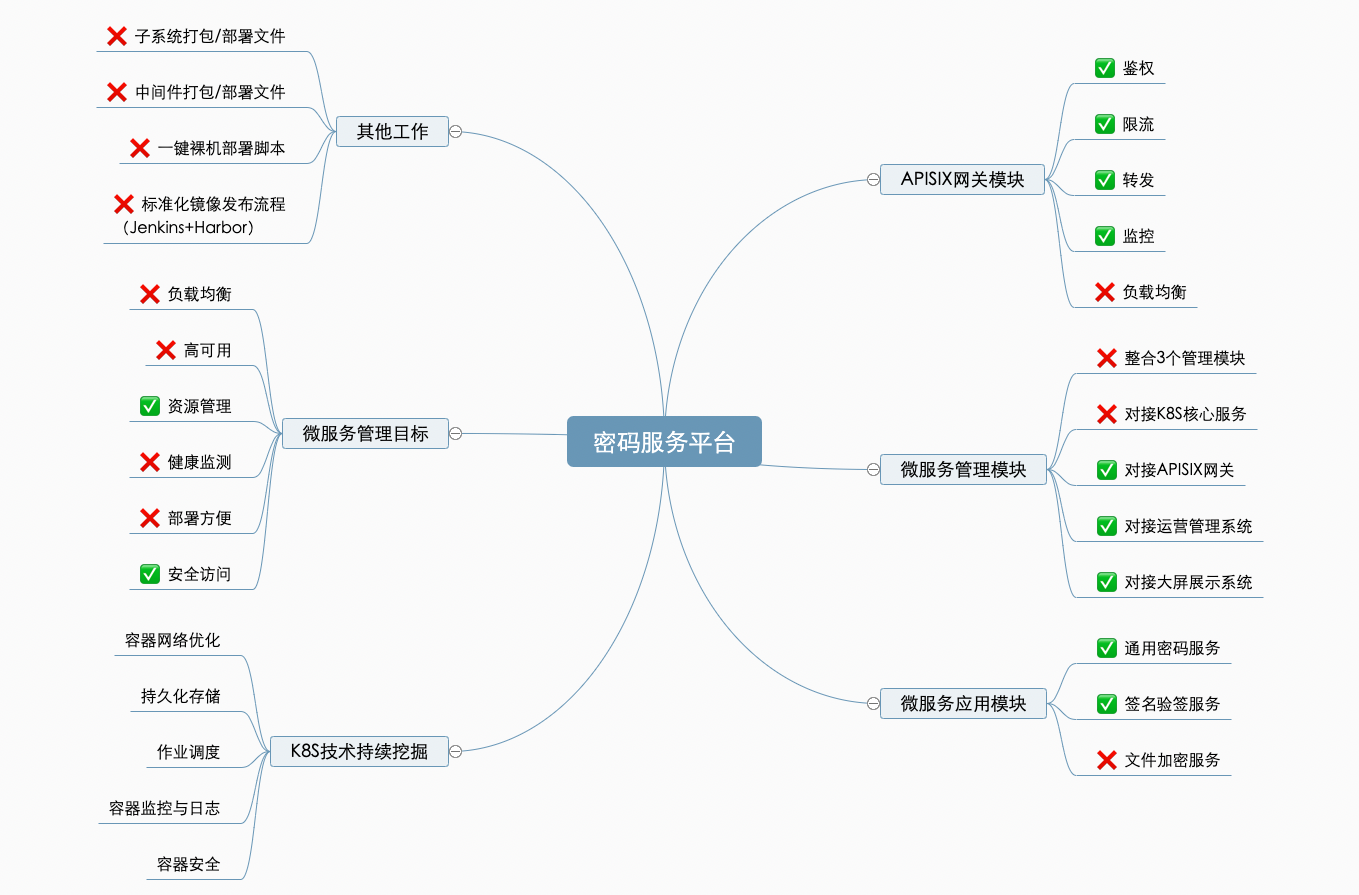 密码服务平台
APISIX网关模块
✅ 鉴权
✅ 限流
✅ 转发
✅ 监控
❌ 负载均衡
微服务管理模块
❌ 整合3个管理模块
❌ 对接K8S核心服务
✅ 对接APISIX网关
✅ 对接运营管理系统
✅ 对接大屏展示系统
微服务应用模块
✅ 通用密码服务
✅ 签名验签服务
❌ 文件加密服务
其他工作
❌ 子系统打包/部署文件
❌ 中间件打包/部署文件
❌ 一键裸机部署脚本
❌ 标准化镜像发布流程
（Jenkins+Harbor）
微服务管理目标
❌ 负载均衡
❌ 高可用
✅ 资源管理
❌ 健康监测
❌ 部署方便
✅ 安全访问
K8S技术持续挖掘
容器网络优化
持久化存储
作业调度
容器监控与日志
容器安全